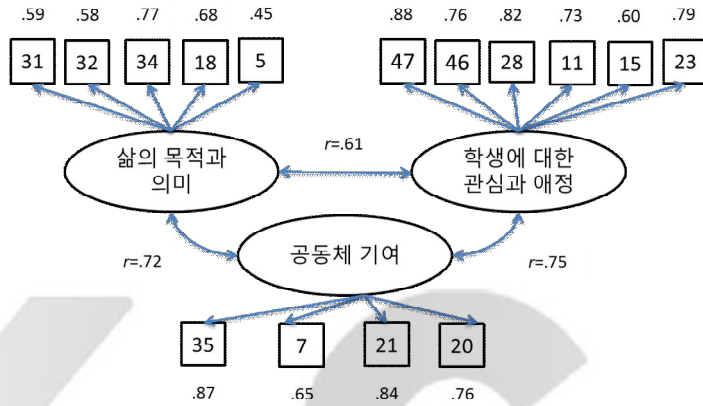 .59 .58 .77 .68 .45 .88 .76 .82 .73 .60 .79
31 32 34 18 5 47 46 28 11 15 23
삶의 목적과
의미
r=.61
학생에 대한
관심과 애정
r=.72
공동체 기여
r=.75
35 7 21 20
.87 .65 .84 .76